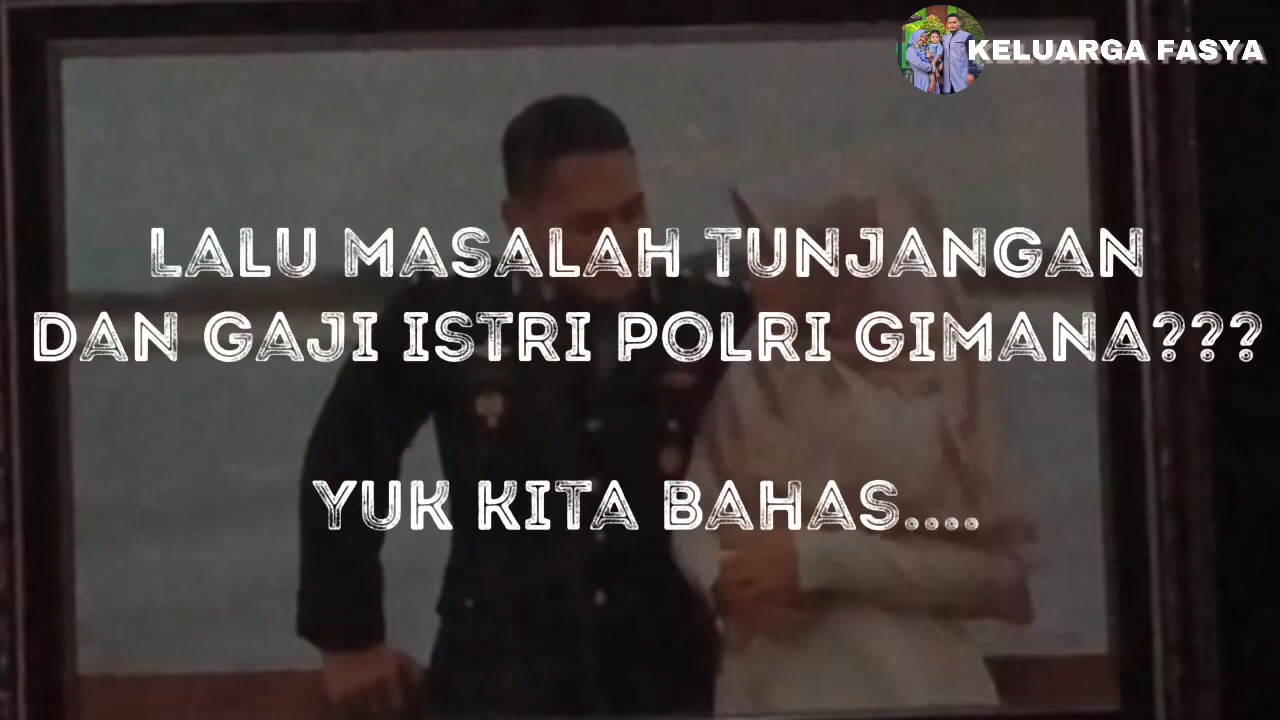 KELUARGA FASYA
LALU MASALAH TUNJANGAN
DAN GAJI ISTRI POLRI GIMANA???
YUK KITA BAHAS....